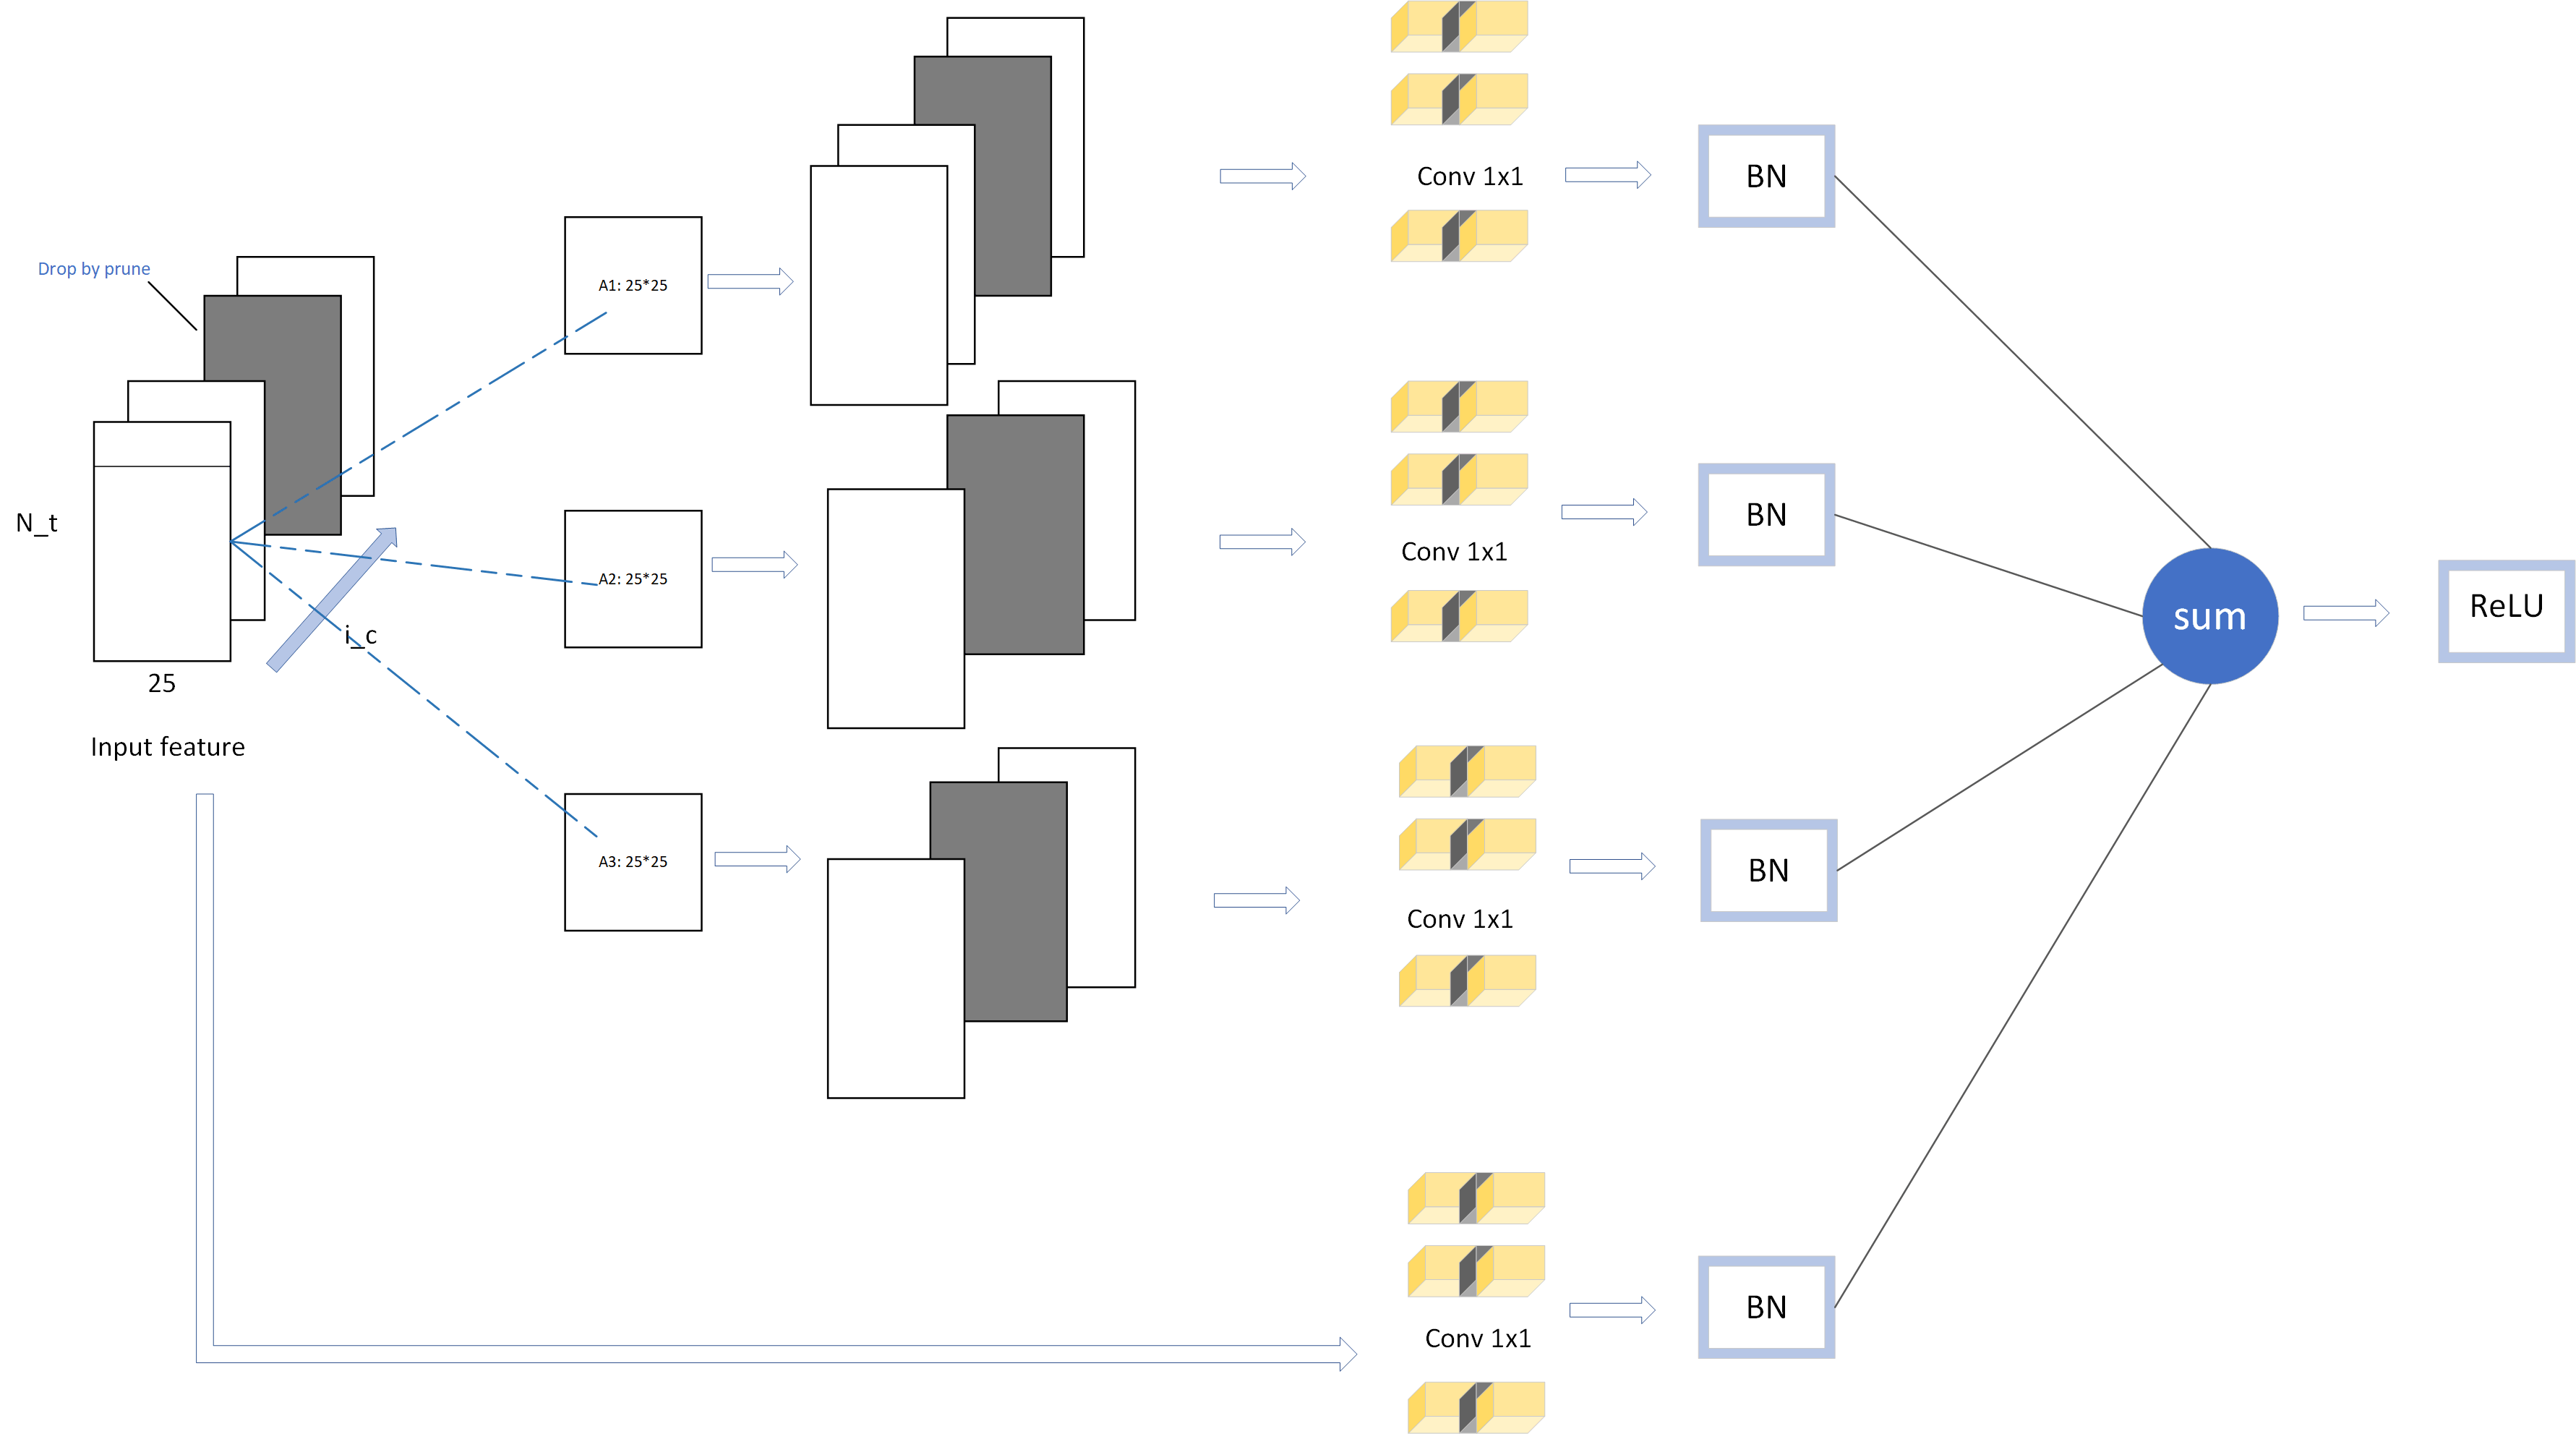 Drop by prune
N_t
25
i_c
Input feature
A1: 25*25
A2: 25*25
A3: 25*25
Conv 1x1
BN
Conv 1x1
BN
Conv 1x1
BN
Conv 1x1
BN
sum
ReLU